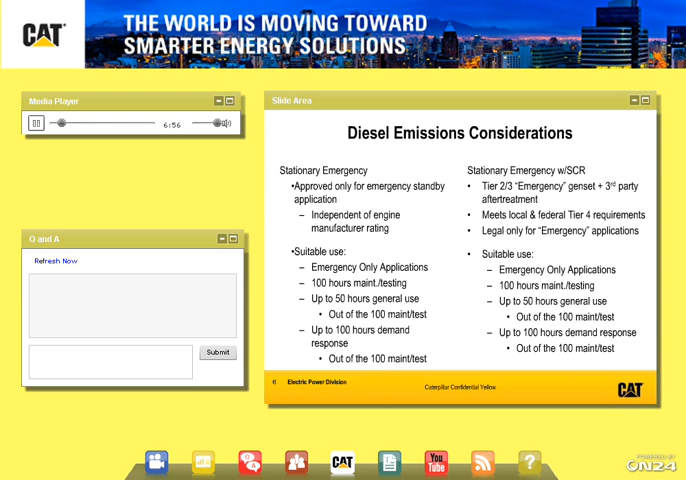 CAT
THE WORLD IS MOVING TOWARD
SMARTER ENERGY SOLUTIONS.
Media Player
6:56
Q and A
Refresh Now
Submit
Slide Area
Diesel Emissions Considerations
Stationary Emergency
•Approved only for emergency standby
application
– Independent of engine
manufacturer rating
•Suitable use:
– Emergency Only Applications
– 100 hours maint./testing
– Up to 50 hours general use
• Out of the 100 maint/test
– Up to 100 hours demand
response
• Out of the 100 maint/test
Stationary Emergency w/SCR
• Tier 2/3 “Emergency” genset + 3rd party
aftertreatment
• Meets local & federal Tier 4 requirements
• Legal only for “Emergency” applications
• Suitable use:
– Emergency Only Applications
– 100 hours maint./testing
– Up to 50 hours general use
• Out of the 100 maint/test
– Up to 100 hours demand response
• Out of the 100 maint/test
6 Electric Power Division
Caterpillar Confidential Yellow
CAT
Q
A
CAT
You
Tube
?
POWERED BY
ON24